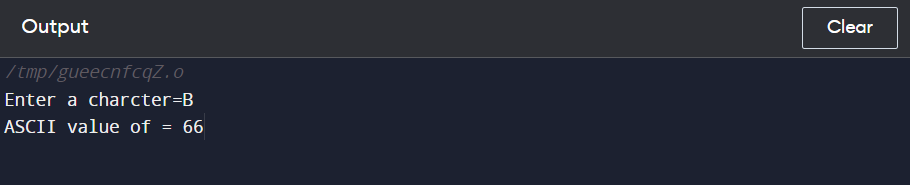 Output
Clear
/tmp/gueecnfcqZ.o
Enter a charcter=B
ASCII value of = 66